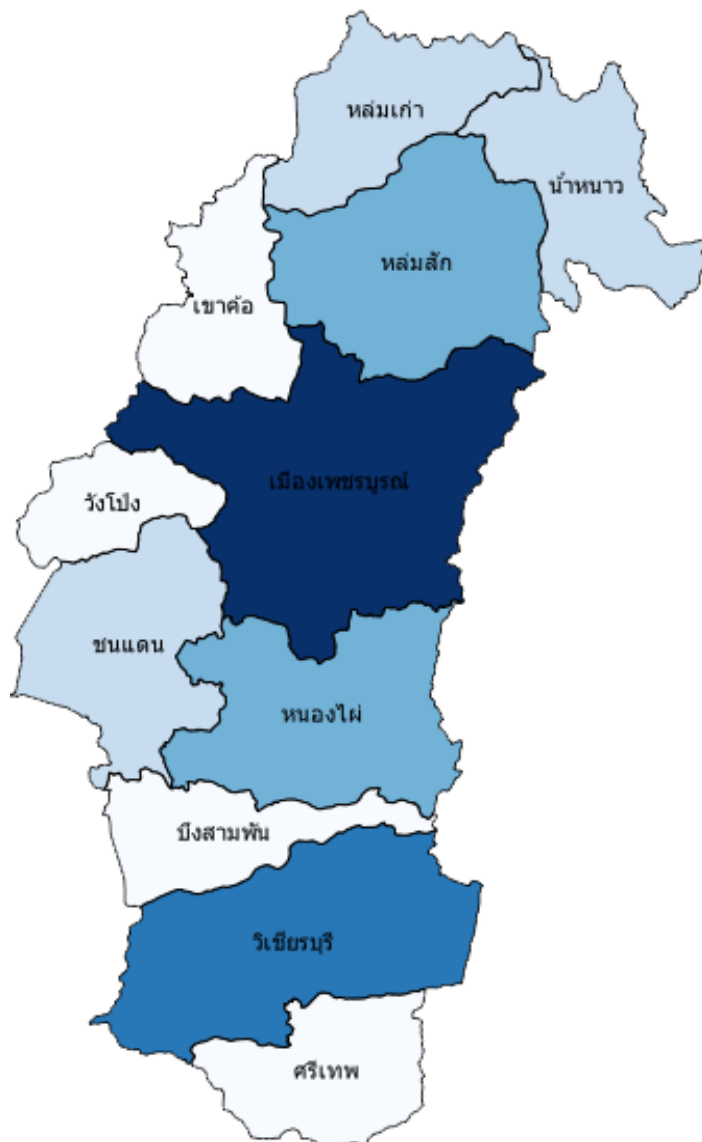 หล่มเก่า
น้ำหนาว
หล่มสัก
เขาค้อ
เมืองเพชรบูรณ์
วังโป่ง
ชนแดน
หนองไผ่
บึงสามพัน
วิเชียรบุรี
ศรีเทพ